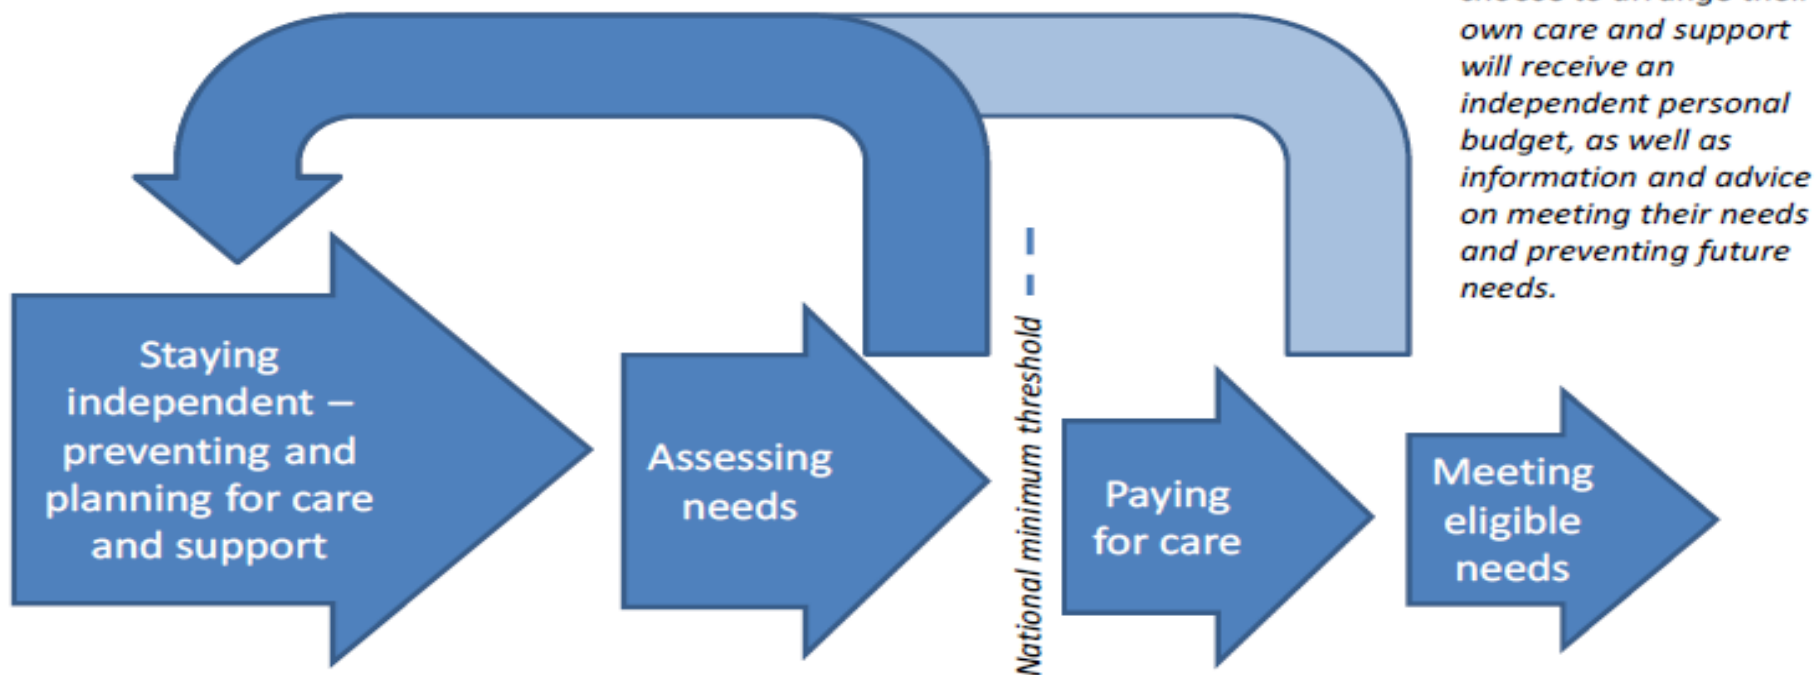 own care and support
will receive an
independent personal
budget, as well as
information and advice
on meeting their needs
and preventing future
needs.
Staying
independent –
preventing and
planning for care
and support
Assessing
needs
National minimum threshold
Paying
for care
Meeting
eligible
needs